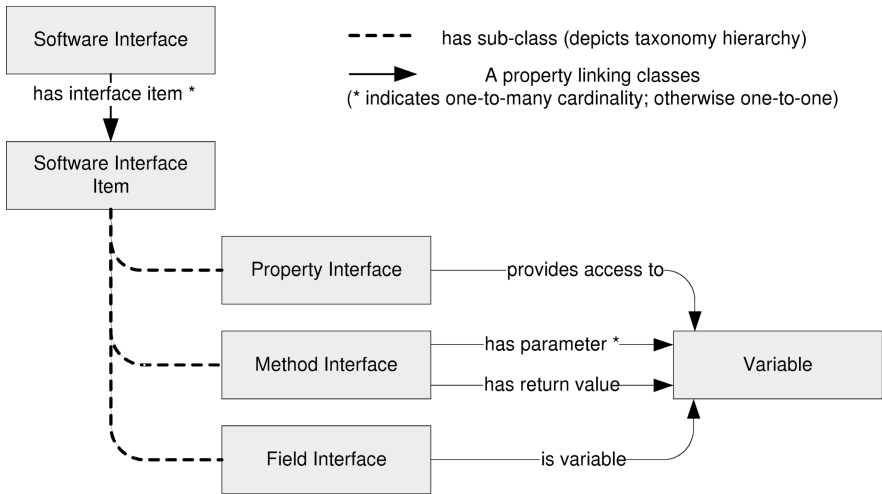 Software Interface
has sub-class (depicts taxonomy hierarchy)
A property linking classes
(* indicates one-to-many cardinality; otherwise one-to-one)
has interface item *
Software Interface
Item
Property Interface
provides access to
Method Interface
has parameter *
has return value
Variable
Field Interface
is variable